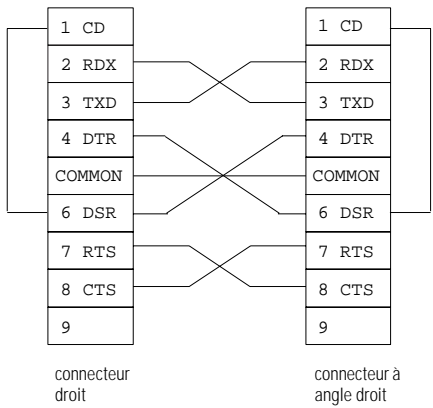 1 CD
2 RDX
3 TXD
4 DTR
COMMON
6 DSR
7 RTS
8 CTS
9
connecteur
droit
1 CD
2 RDX
3 TXD
4 DTR
COMMON
6 DSR
7 RTS
8 CTS
9
connecteur à
angle droit